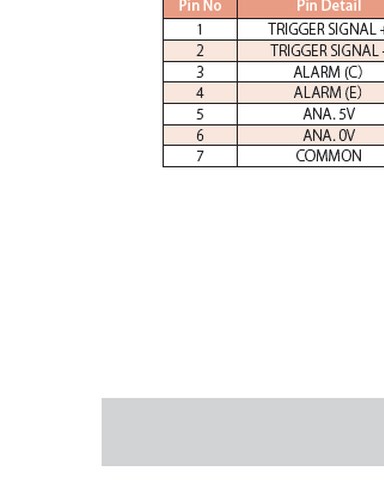 Pin No Pin Detail
1 TRIGGER SIGNAL +
2 TRIGGER SIGNAL -
3 ALARM (C)
4 ALARM (E)
5 ANA. 5V
6 ANA. 0V
7 COMMON